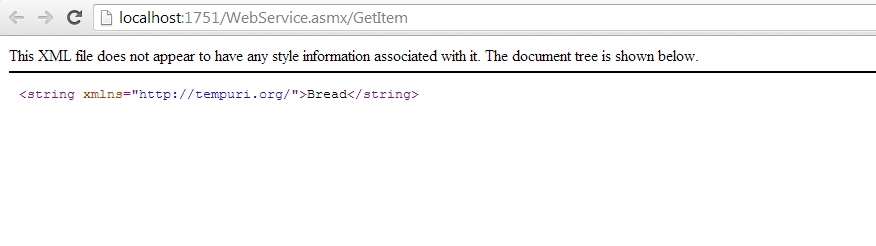 localhost:1751/WebService.asmx/GetItem
This XML file does not appear to have any style information associated with it. The document tree is shown below.
<string xmlns="http://tempuri.org/">Bread</string>